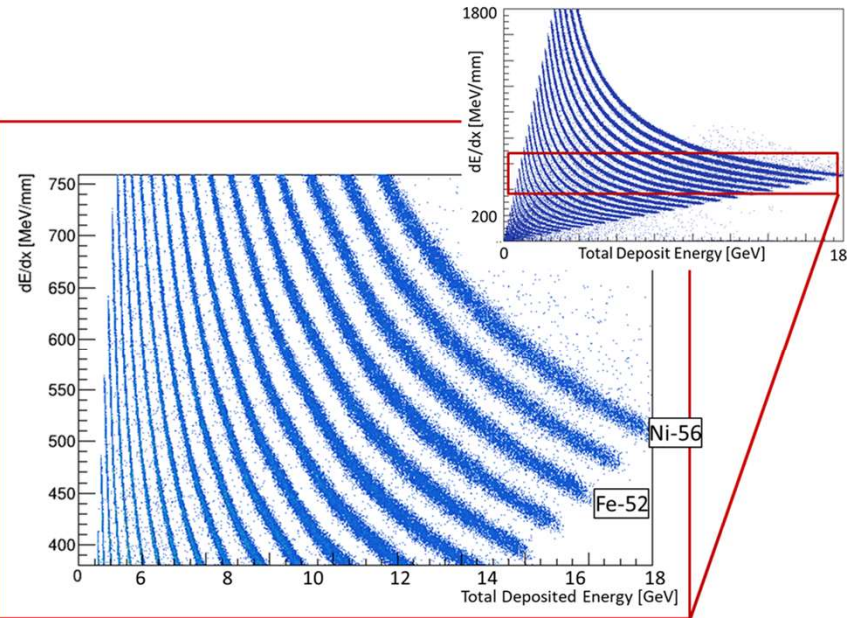 1800
dE/dx [MeV/mm]
200
0
18
Total Deposit Energy [GeV]
750
700
650
600
550
500
450
400
dE/dx [MeV/mm]
Ni-56
Fe-52
0 6 8 10 12 14 16 18
Total Deposited Energy [GeV]